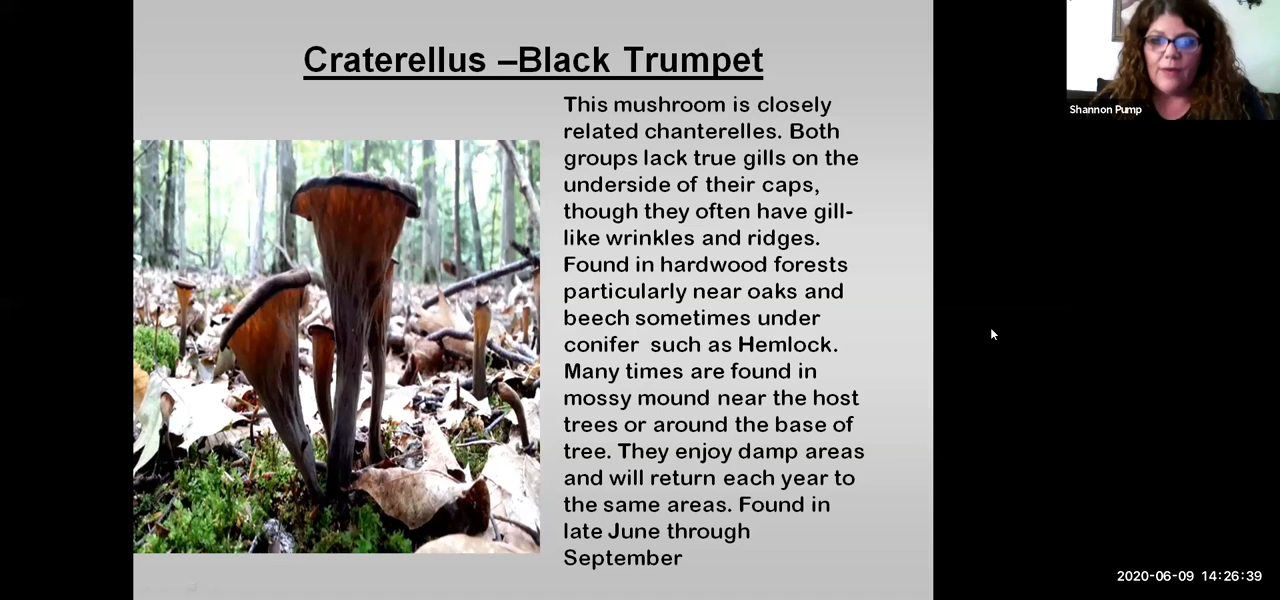 Craterellus –Black Trumpet
This mushroom is closely
related chanterelles. Both
groups lack true gills on the
underside of their caps,
though they often have gill-
like wrinkles and ridges.
Found in hardwood forests
particularly near oaks and
beech sometimes under
conifer  such as Hemlock.
Many times are found in
mossy mound near the host
trees or around the base of
tree. They enjoy damp areas
and will return each year to
the same areas. Found in
late June through
September
Shannon Pump
2020-06-09 14:26:39